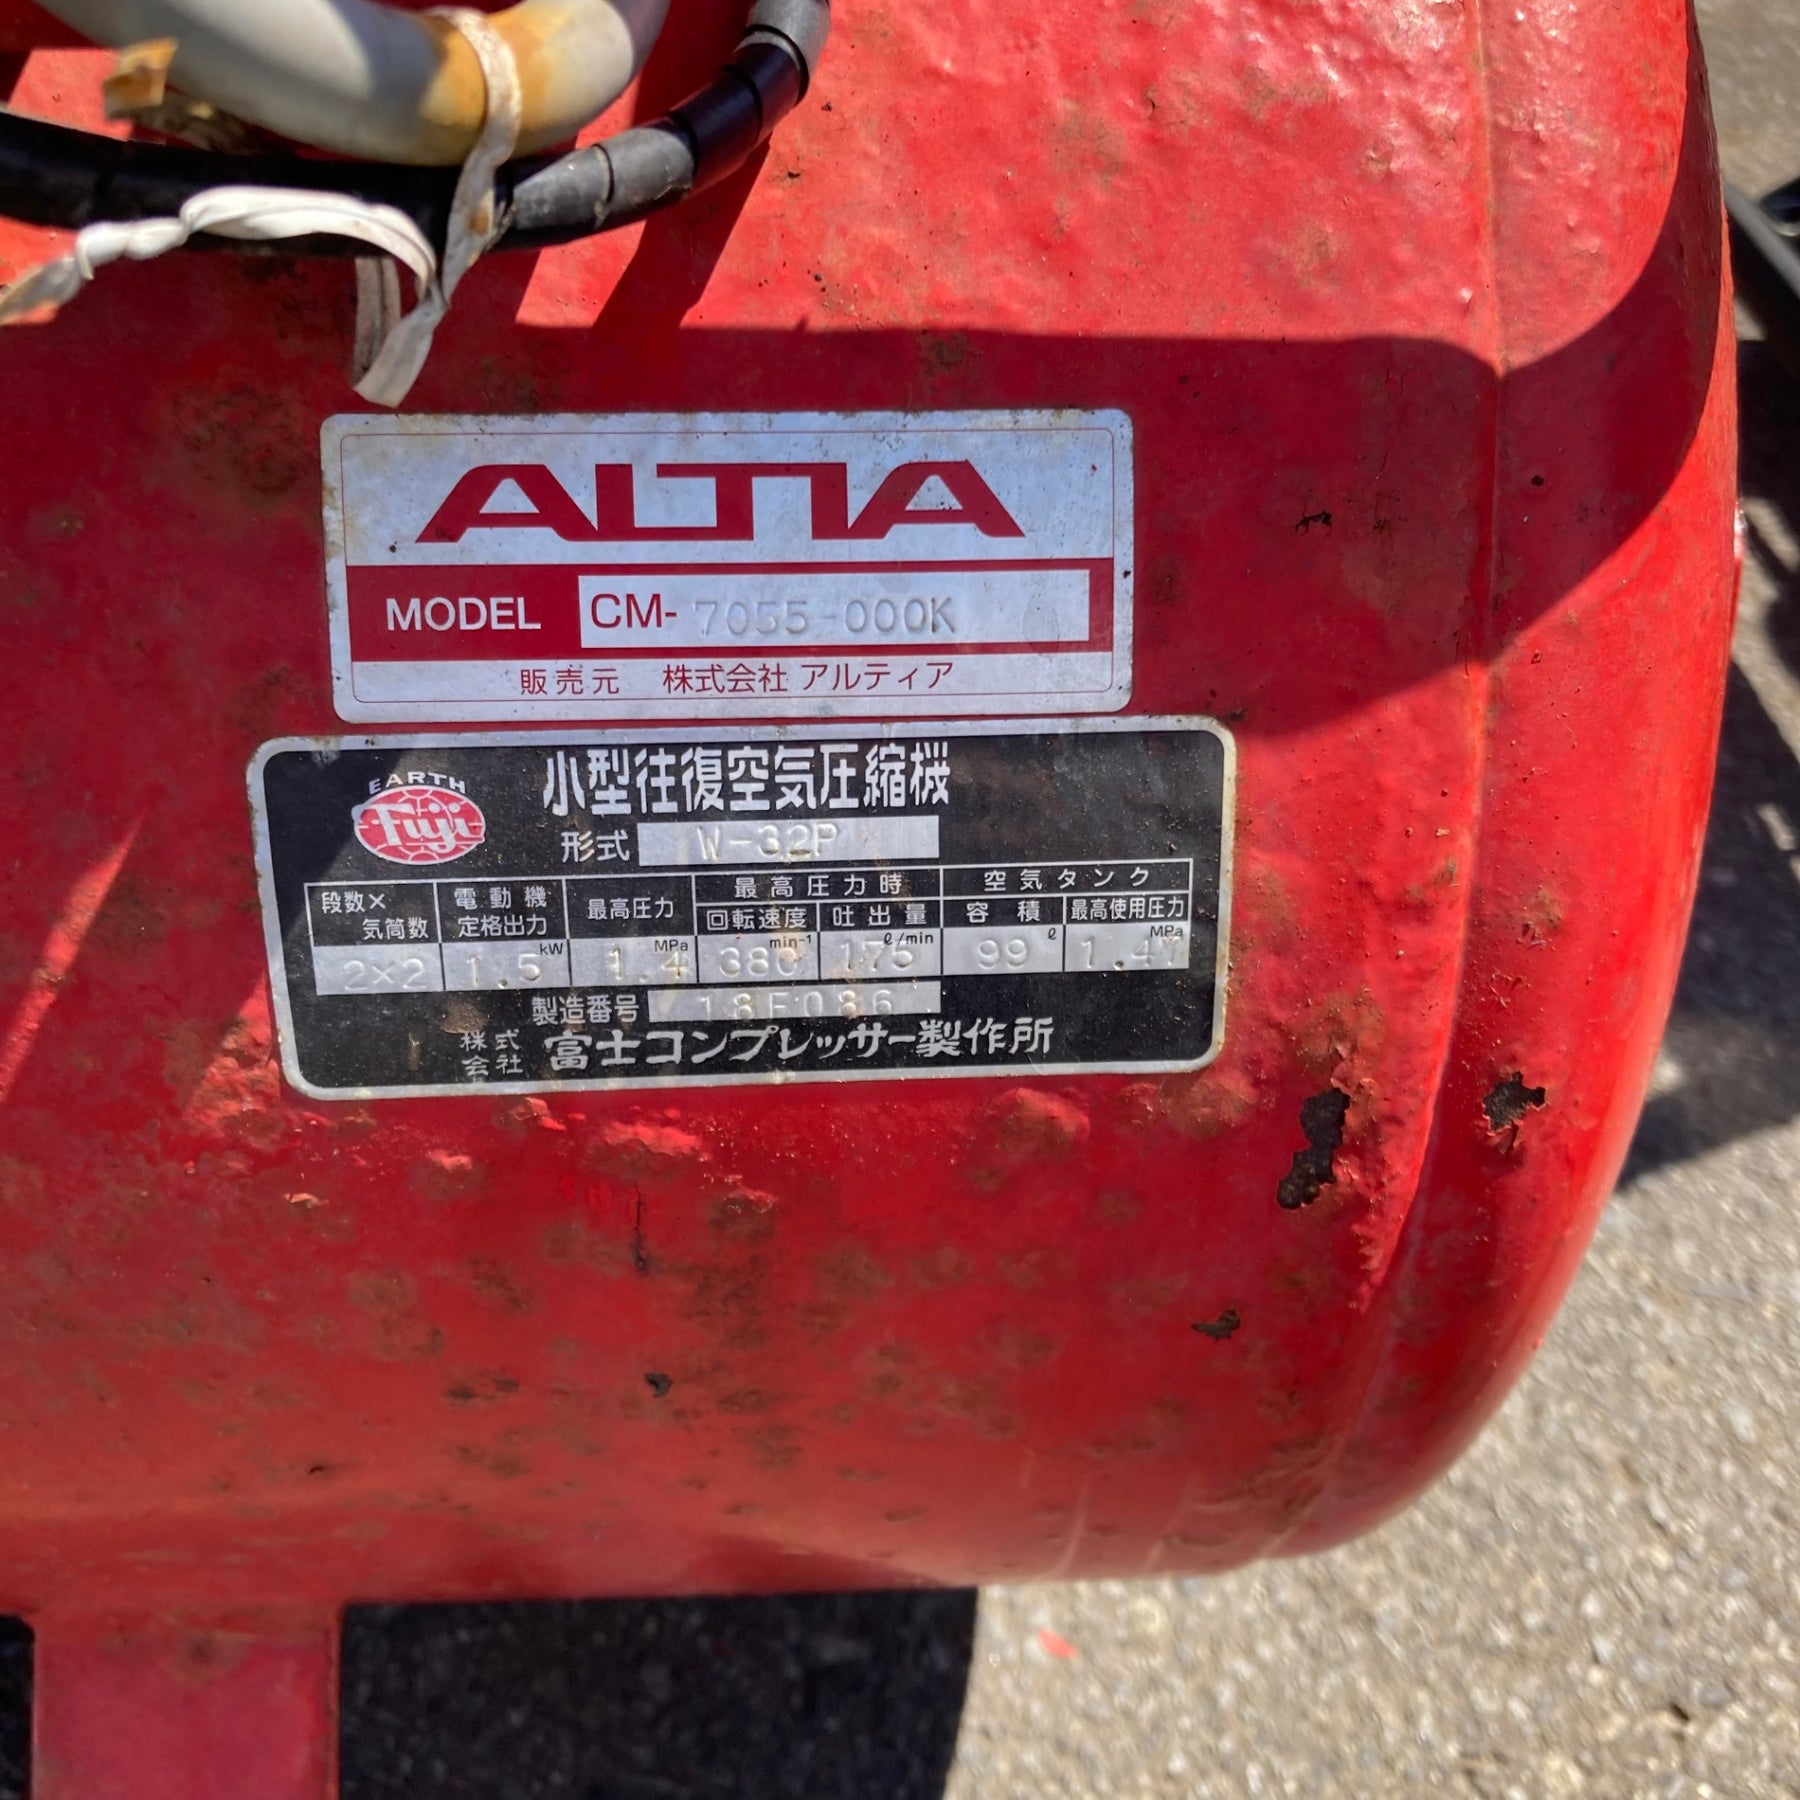 ALTIA
MODEL CM-7055-000K
販売元 株式会社 アルティア
小型往復空気圧縮機
EARTH
Fuji
形式 W-32P
段数×気筒数 電動機定格出力 最高圧力 最高圧力時 空気タンク
回転速度 吐出量 容積 最高使用圧力
2×2 1.5 kW 1.4 MPa 380 min⁻¹ 175 ℓ/min 99 ℓ 1.47 MPa
製造番号 18F086
株式会社 富士コンプレッサー製作所